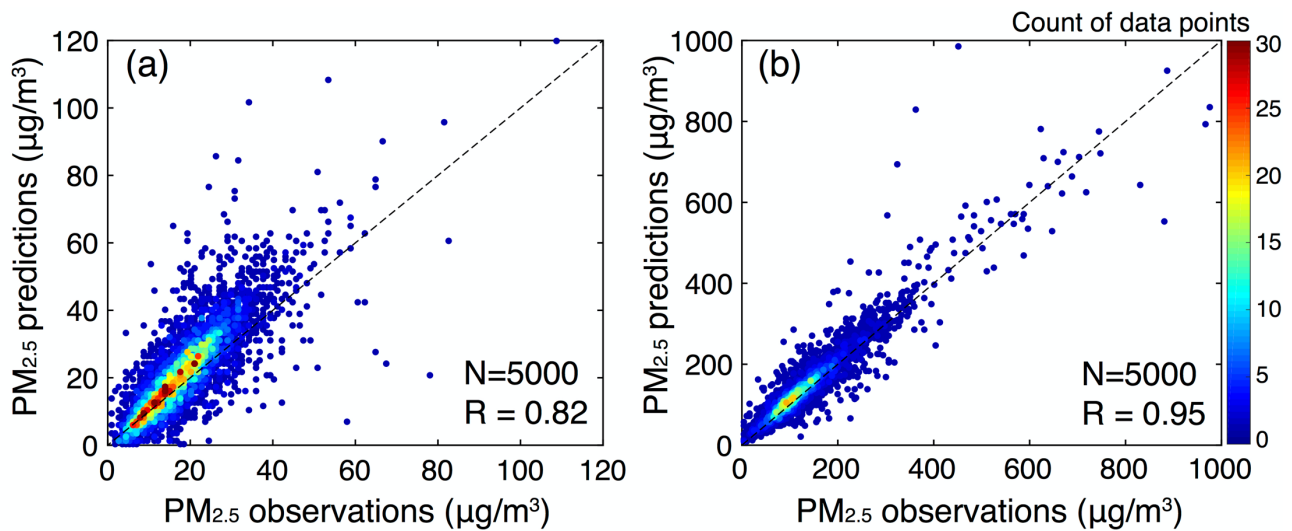 Count of data points
(a)
120
100
80
60
40
20
0
PM2.5 predictions (μg/m³)
N=5000
R = 0.82
0 20 40 60 80 100 120
PM2.5 observations (μg/m³)
(b)
1000
800
600
400
200
0
PM2.5 predictions (μg/m³)
N=5000
R = 0.95
0 200 400 600 800 1000
PM2.5 observations (μg/m³)
30
25
20
15
10
5
0